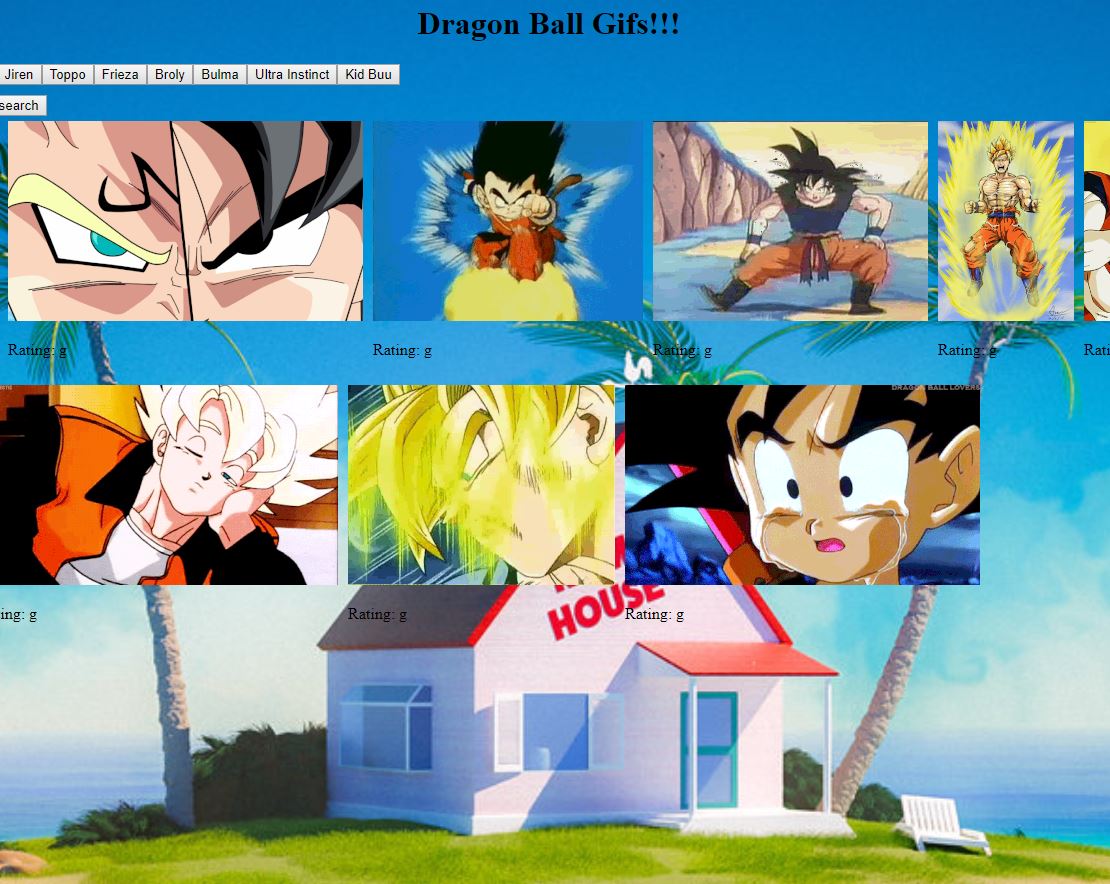 Dragon Ball Gifs!!!
Jiren Toppo Frieza Broly Bulma Ultra Instinct Kid Buu
search
Rating: g Rating: g Rating: g Rating: g Rati
DRAGON BALL LOVERS
ing: g Rating: g Rating: g
HOUSE